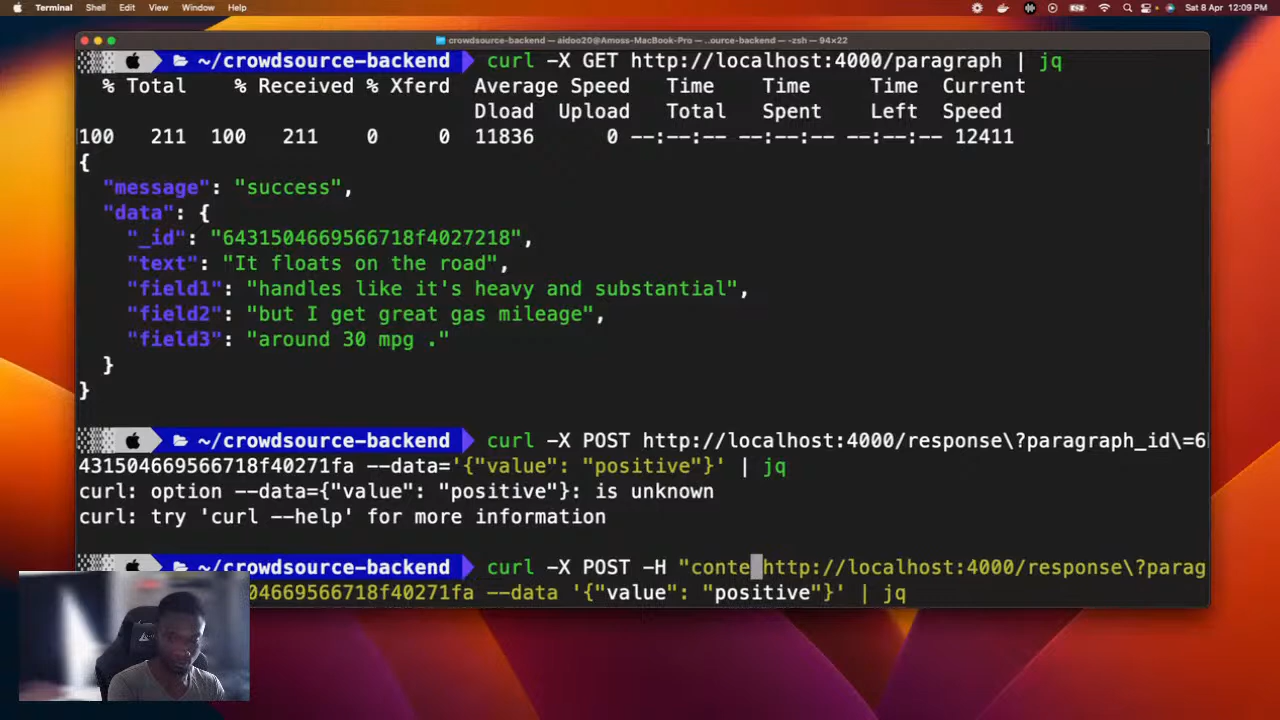 Terminal Shell Edit View Window Help Sat 8 Apr 12:09 PM
crowdsource-backend — aidoo20@Amoss-MacBook-Pro — ..ource-backend — -zsh — 94×22
~/crowdsource-backend curl -X GET http://localhost:4000/paragraph | jq
% Total % Received % Xferd Average Speed Time Time Time Current
Dload Upload Total Spent Left Speed
100 211 100 211 0 0 11836 0 --:--:-- --:--:-- --:--:-- 12411
{
"message": "success",
"data": {
"_id": "6431504669566718f4027218",
"text": "It floats on the road",
"field1": "handles like it's heavy and substantial",
"field2": "but I get great gas mileage",
"field3": "around 30 mpg ."
}
}
~/crowdsource-backend curl -X POST http://localhost:4000/response\?paragraph_id\=6
431504669566718f40271fa --data='{"value": "positive"}' | jq
curl: option --data={"value": "positive"}: is unknown
curl: try 'curl --help' for more information
~/crowdsource-backend curl -X POST -H "conte http://localhost:4000/response\?parag
04669566718f40271fa --data '{"value": "positive"}' | jq